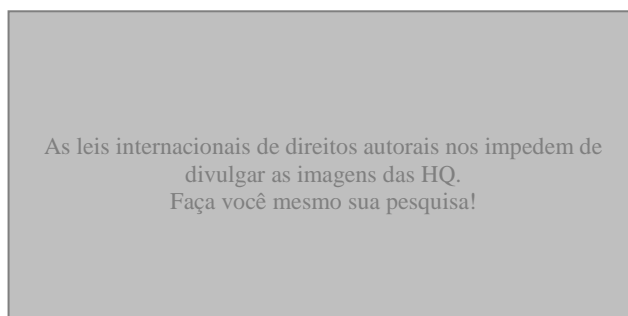 As leis internacionais de direitos autorais nos impedem de
divulgar as imagens das HQ.
Faça você mesmo sua pesquisa!